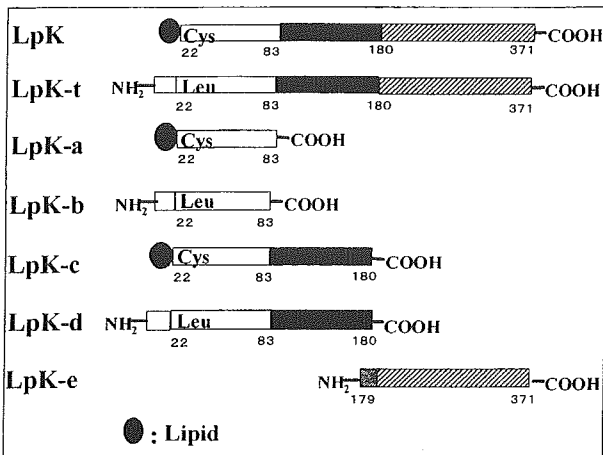 LpK Cys 22 83 180 371 COOH
LpK-t NH2 Leu 22 83 180 371 COOH
LpK-a Cys 22 83 COOH
LpK-b NH2 Leu 22 83 COOH
LpK-c Cys 22 83 180 COOH
LpK-d NH2 Leu 22 83 180 COOH
LpK-e NH2 179 371 COOH
: Lipid